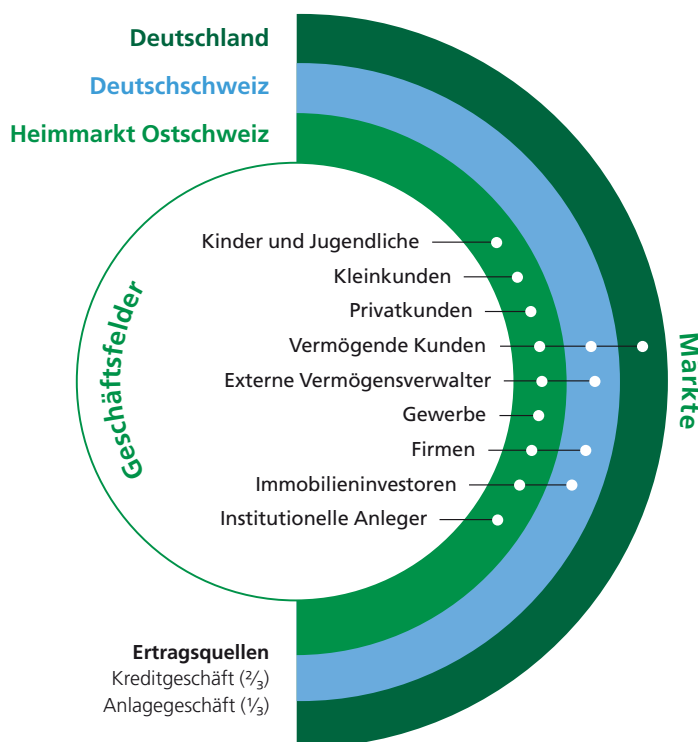 Deutschland
Deutschschweiz
Heimmarkt Ostschweiz
Geschäftsfelder
Kinder und Jugendliche
Kleinkunden
Privatkunden
Vermögende Kunden
Externe Vermögensverwalter
Gewerbe
Firmen
Immobilieninvestoren
Institutionelle Anleger
Märkte
Ertragsquellen
Kreditgeschäft (⅔)
Anlagegeschäft (⅓)